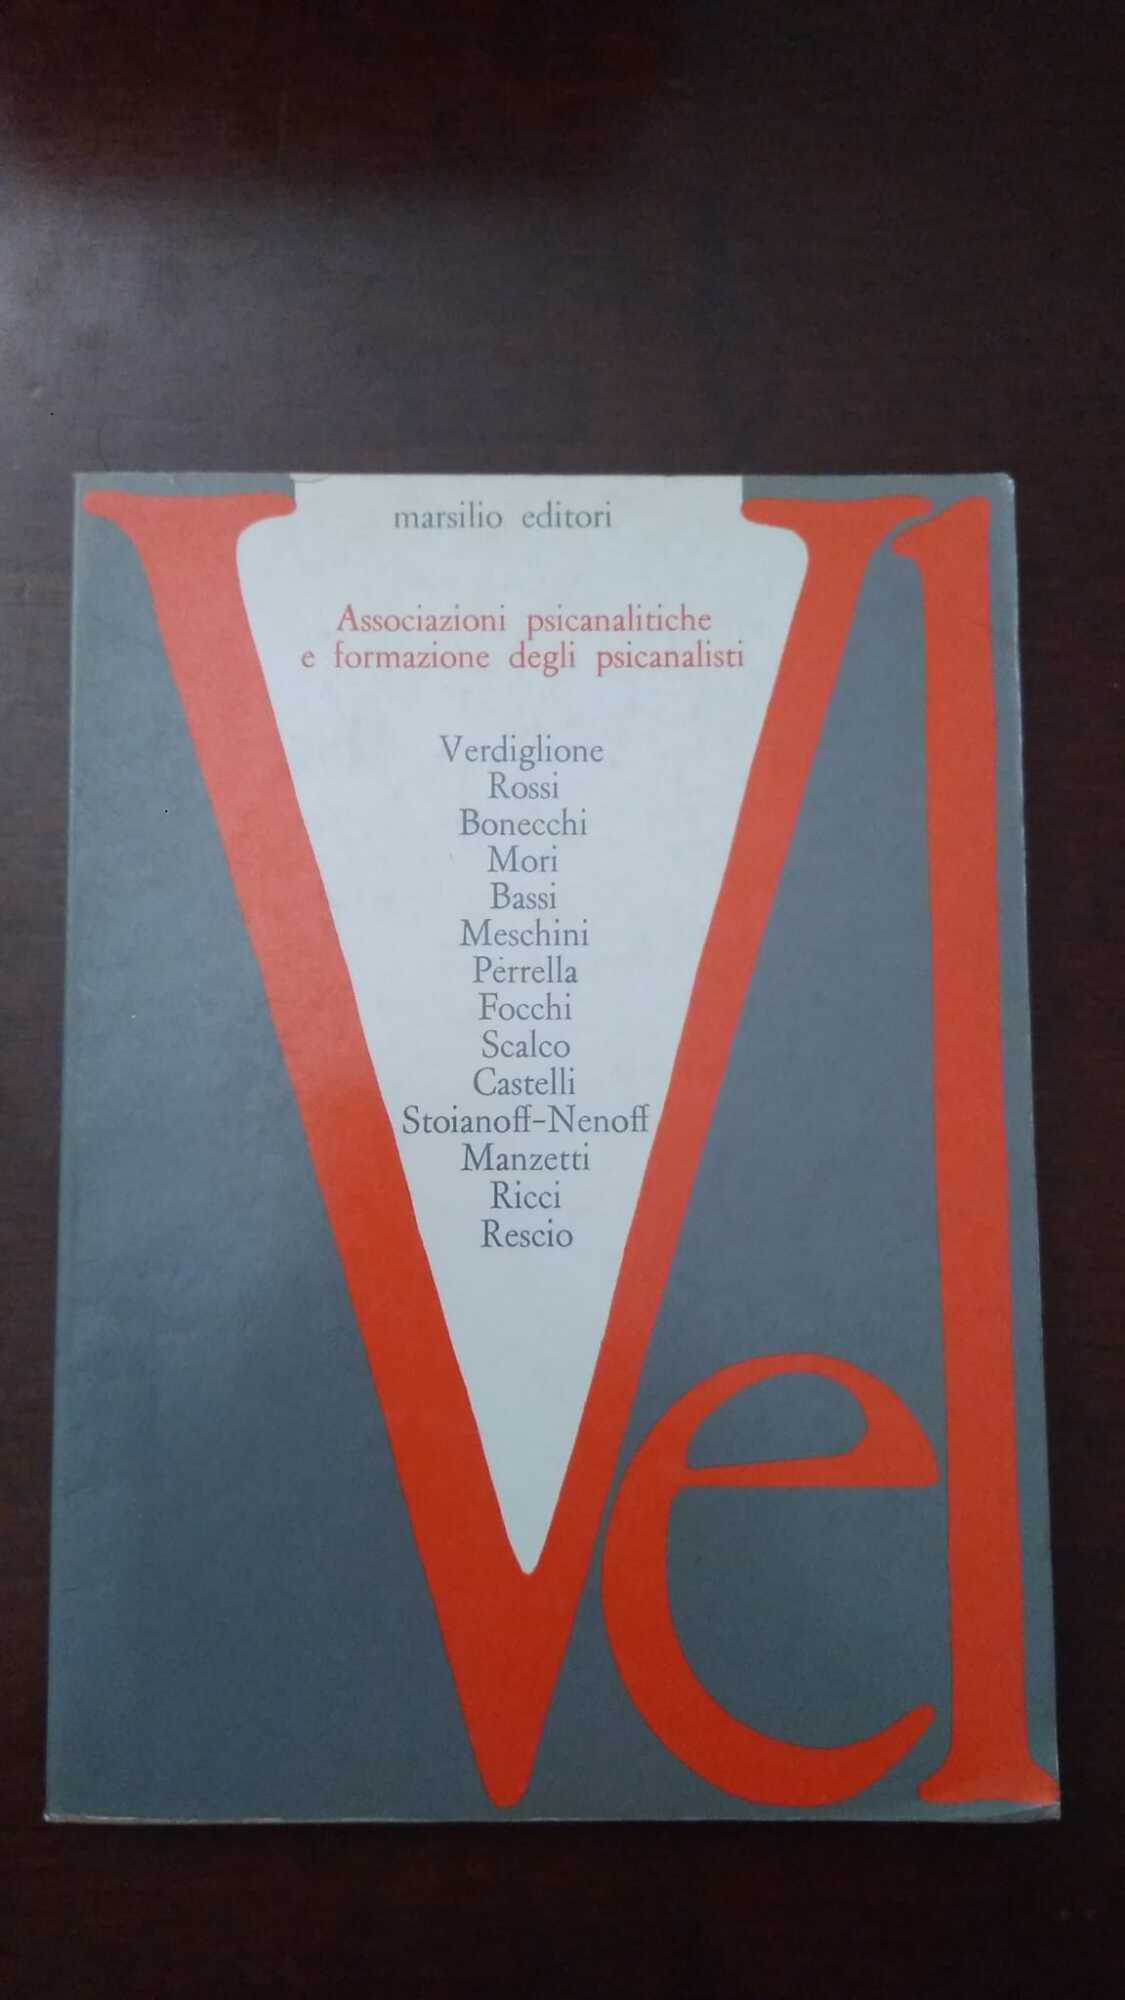 marsilio editori
Associazioni psicanalitiche
e formazione degli psicanalisti
Verdiglione
Rossi
Bonecchi
Mori
Bassi
Meschini
Perrella
Focchi
Scalco
Castelli
Stoianoff-Nenoff
Manzetti
Ricci
Rescio
Vel